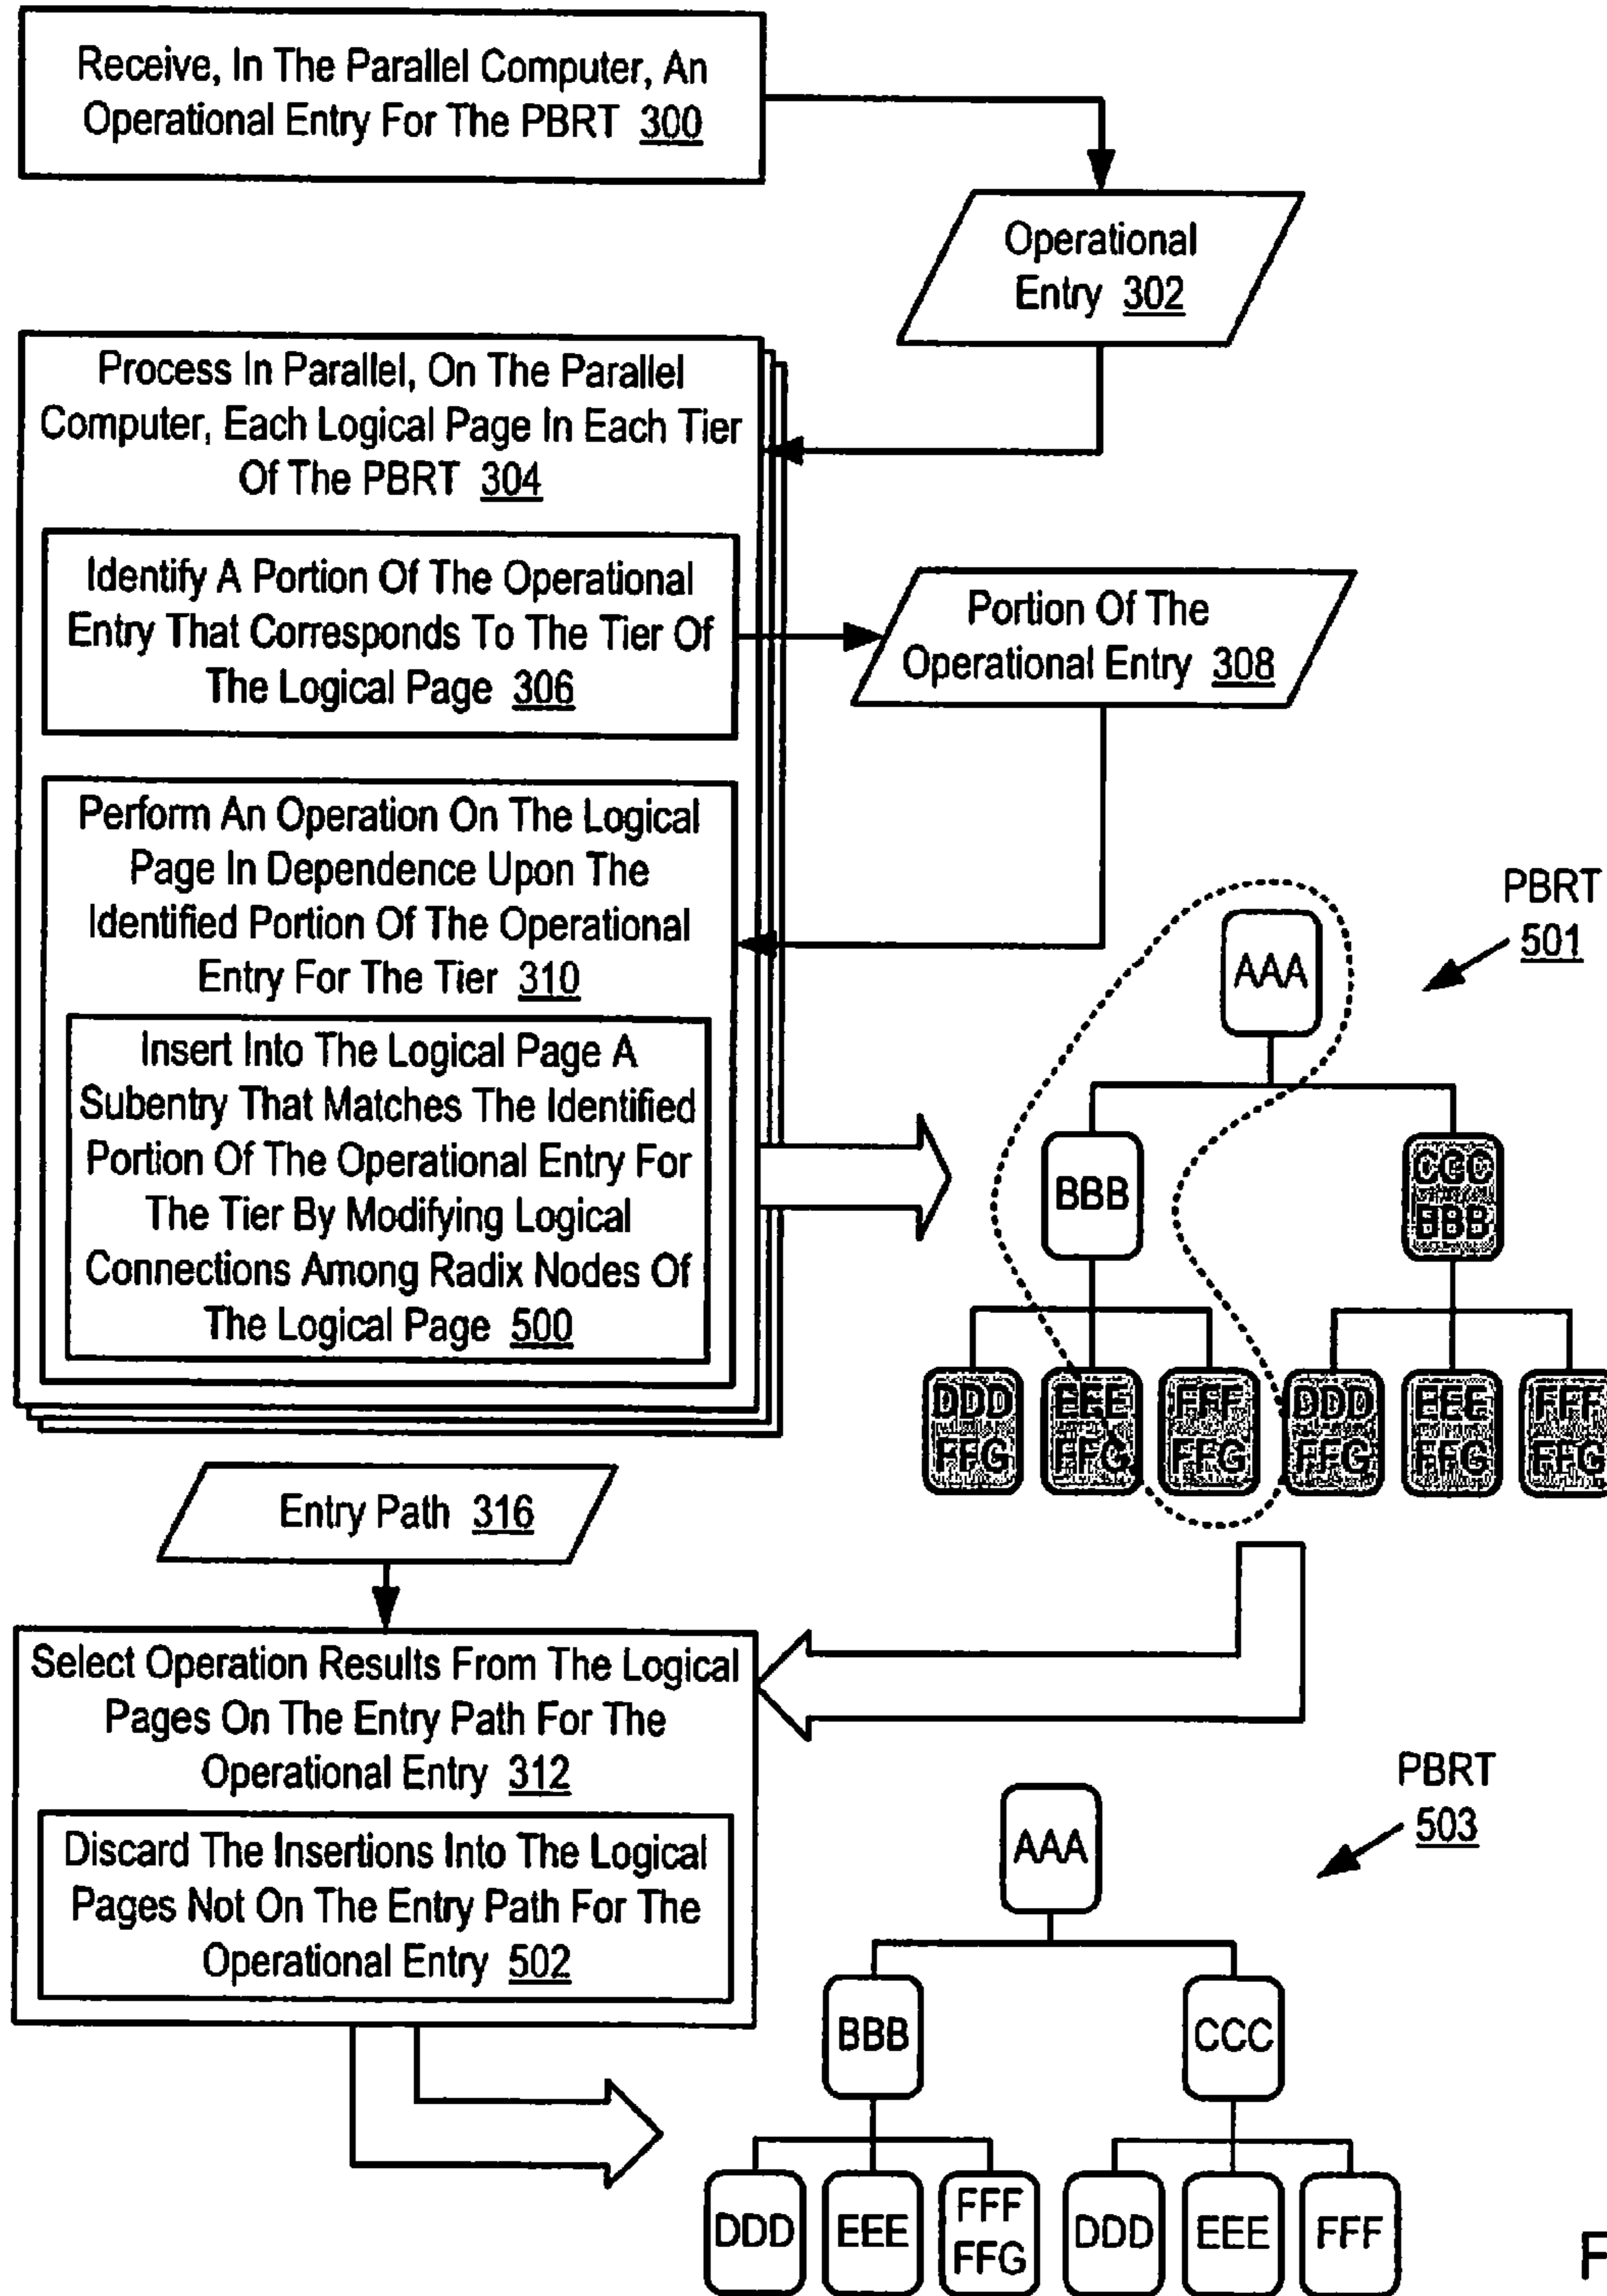 Receive, In The Parallel Computer, An
Operational Entry For The PBRT 300
Operational
Entry 302
Process In Parallel, On The Parallel
Computer, Each Logical Page In Each Tier
Of The PBRT 304
Identify A Portion Of The Operational
Entry That Corresponds To The Tier Of
The Logical Page 306
Portion Of The
Operational Entry 308
Perform An Operation On The Logical
Page In Dependence Upon The
Identified Portion Of The Operational
Entry For The Tier 310
Insert Into The Logical Page A
Subentry That Matches The Identified
Portion Of The Operational Entry For
The Tier By Modifying Logical
Connections Among Radix Nodes Of
The Logical Page 500
PBRT
501
AAA
BBB
CCC
BBB
DDD
FFG
EEE
FFG
FFF
FFG
DDD
FFG
EEE
FFG
FFF
FFG
Entry Path 316
Select Operation Results From The Logical
Pages On The Entry Path For The
Operational Entry 312
Discard The Insertions Into The Logical
Pages Not On The Entry Path For The
Operational Entry 502
PBRT
503
AAA
BBB
CCC
DDD
EEE
FFF
FFG
DDD
EEE
FFF
F